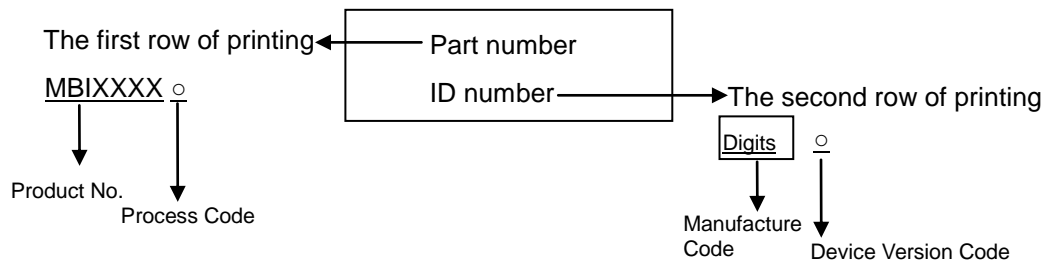 The first row of printing
Part number
MBIXXXX ○
ID number
The second row of printing
Digits ○
Product No.
Process Code
Manufacture
Code
Device Version Code